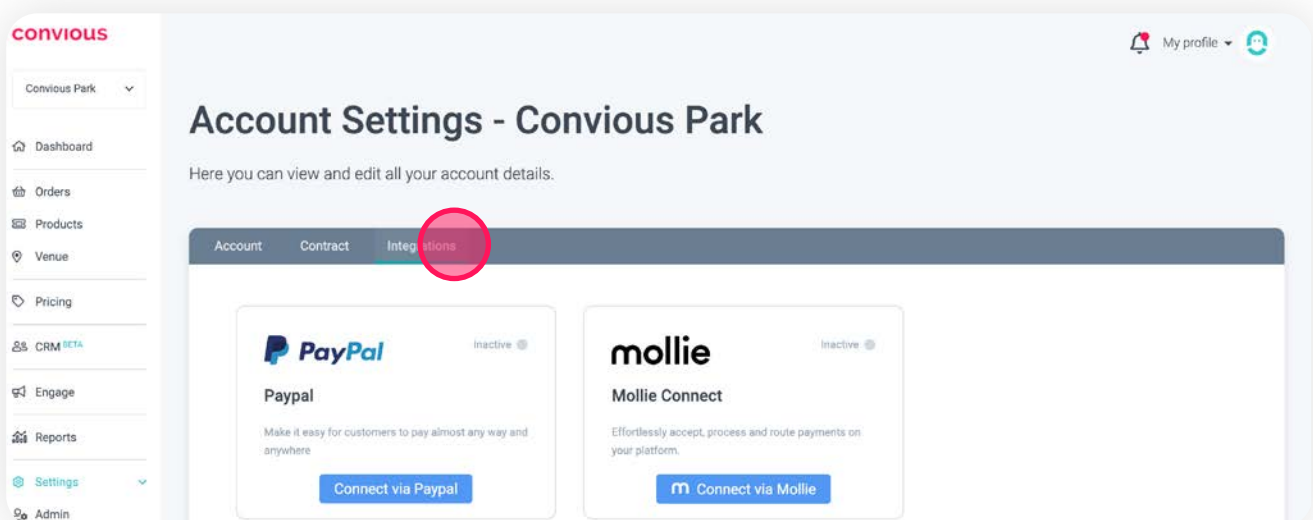 convious
My profile
Convious Park
Account Settings - Convious Park
Dashboard
Here you can view and edit all your account details.
Orders
Products
Account Contract Integrations
Venue
Pricing
CRM BETA
PayPal Inactive
mollie Inactive
Engage
Paypal
Mollie Connect
Make it easy for customers to pay almost any way and
anywhere
Effortlessly accept, process and route payments on
your platform.
Reports
Settings
Connect via Paypal
m Connect via Mollie
Admin